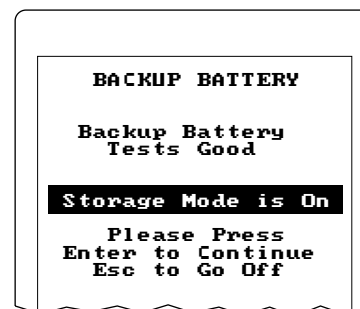 BACKUP BATTERY
Backup Battery
Tests Good
Storage Mode is On
Please Press
Enter to Continue
Esc to Go Off